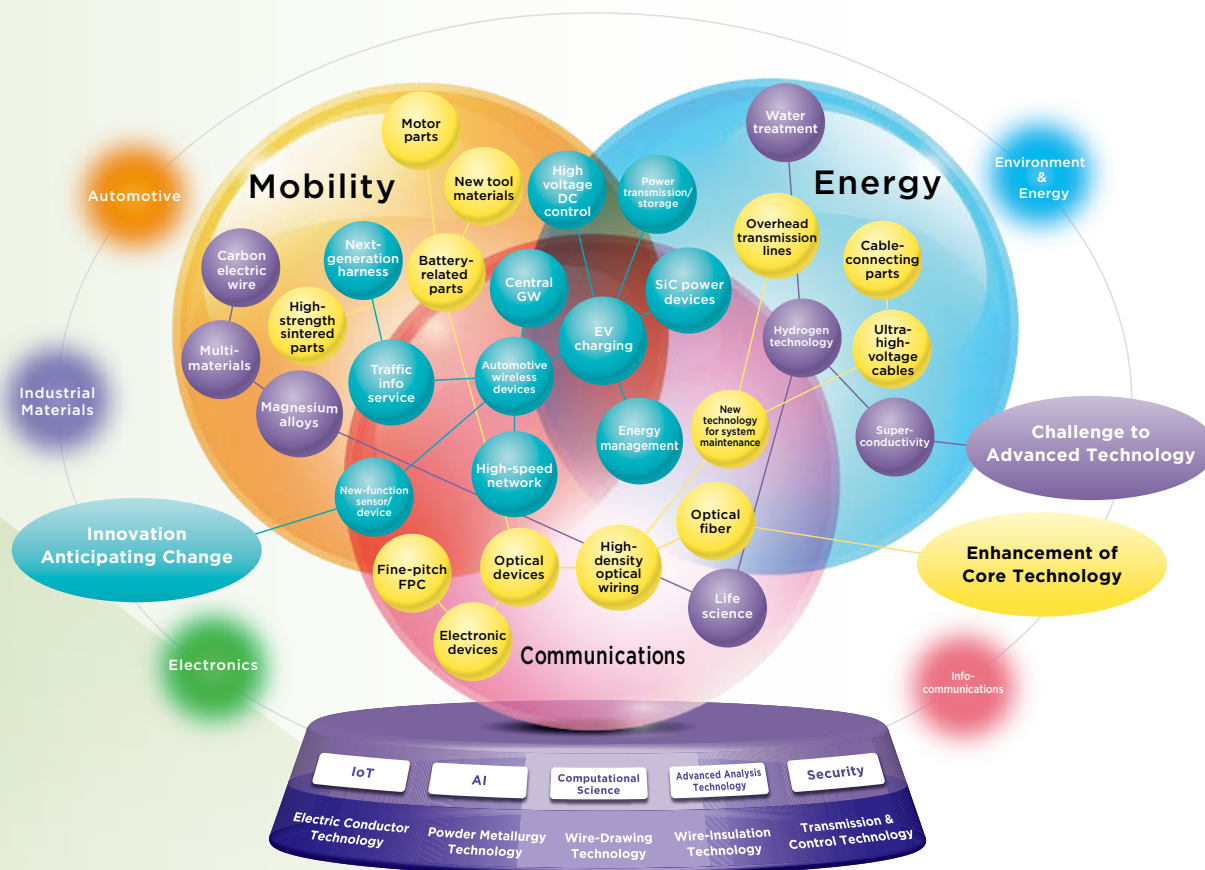 Mobility
Energy
Communications
Automotive
Industrial
Materials
Electronics
Environment
&
Energy
Info-
communications
Innovation
Anticipating Change
Challenge to
Advanced Technology
Enhancement of
Core Technology
Motor
parts
New tool
materials
High
voltage
DC
control
Power
transmission/
storage
Water
treatment
Carbon
electric
wire
Next-
generation
harness
Battery-
related
parts
Central
GW
SiC power
devices
Overhead
transmission
lines
Cable-
connecting
parts
High-
strength
sintered
parts
EV
charging
Hydrogen
technology
Ultra-
high-
voltage
cables
Multi-
materials
Traffic
info
service
Automotive
wireless
devices
Magnesium
alloys
Energy
management
New
technology
for system
maintenance
Super-
conductivity
High-speed
network
New-function
sensor/
device
Optical
fiber
Fine-pitch
FPC
Optical
devices
High-
density
optical
wiring
Life
science
Electronic
devices
IoT
AI
Computational
Science
Advanced Analysis
Technology
Security
Electric Conductor
Technology
Powder Metallurgy
Technology
Wire-Drawing
Technology
Wire-Insulation
Technology
Transmission &
Control Technology